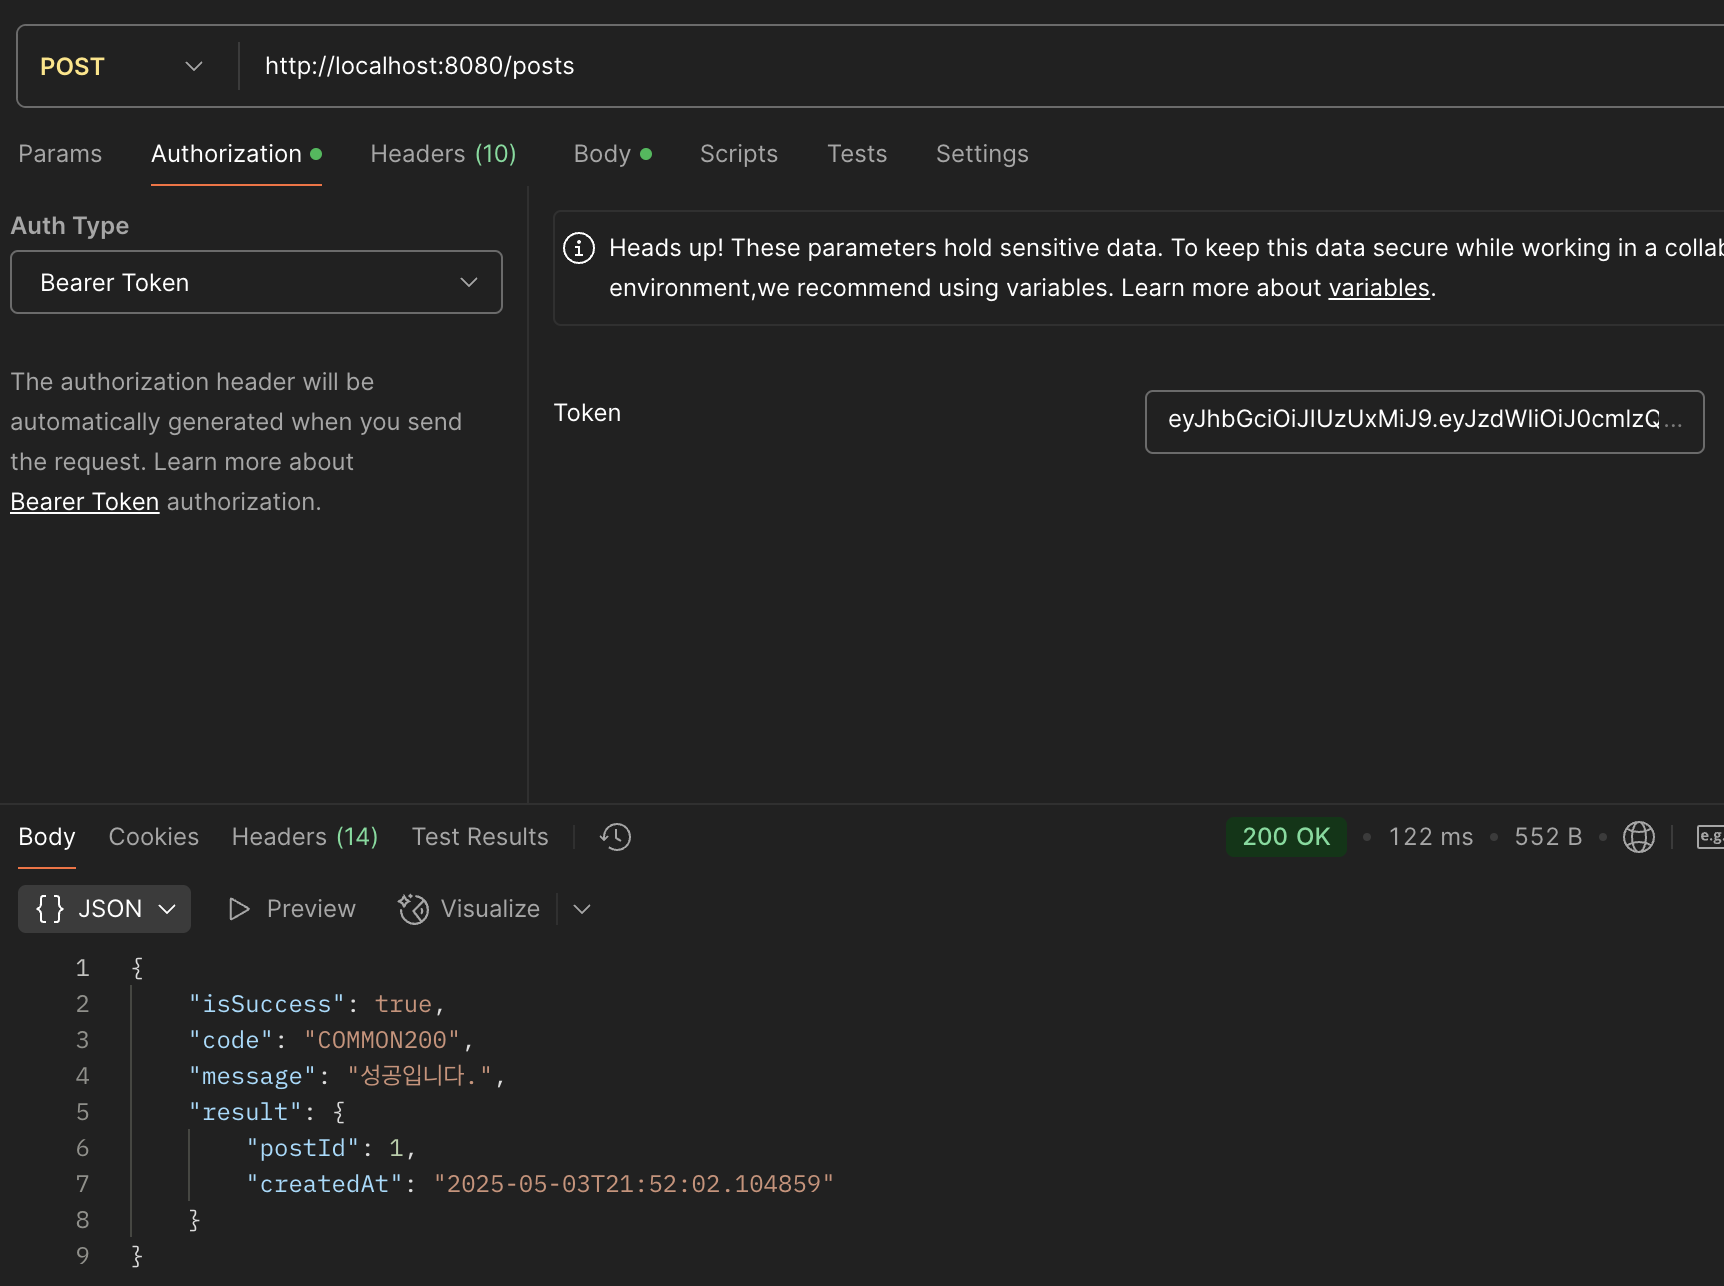 POST http://localhost:8080/posts
Params Authorization Headers (10) Body Scripts Tests Settings
Auth Type
Bearer Token
The authorization header will be
automatically generated when you send
the request. Learn more about
Bearer Token authorization.
Heads up! These parameters hold sensitive data. To keep this data secure while working in a collab
environment,we recommend using variables. Learn more about variables.
Token eyJhbGciOiJIUzUxMiJ9.eyJzdWIiOiJ0cmlzQ...
Body Cookies Headers (14) Test Results 200 OK • 122 ms • 552 B • e.g.
{} JSON Preview Visualize
1 {
2 "isSuccess": true,
3 "code": "COMMON200",
4 "message": "성공입니다.",
5 "result": {
6 "postId": 1,
7 "createdAt": "2025-05-03T21:52:02.104859"
8 }
9 }